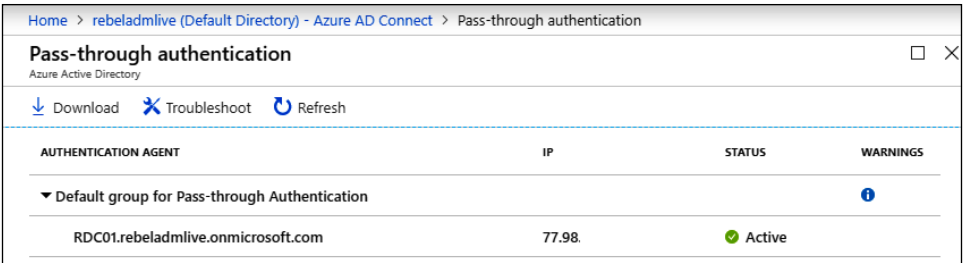 Home > rebeladmlive (Default Directory) - Azure AD Connect > Pass-through authentication
Pass-through authentication
Azure Active Directory
Download Troubleshoot Refresh
AUTHENTICATION AGENT IP STATUS WARNINGS
Default group for Pass-through Authentication
RDC01.rebeladmlive.onmicrosoft.com 77.98. Active